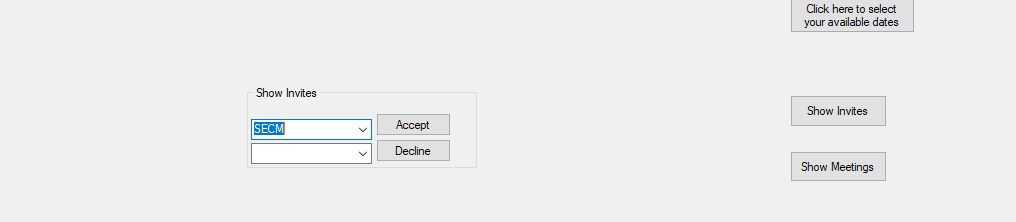 Click here to select
your available dates
Show Invites
SECM
Accept
Decline
Show Invites
Show Meetings